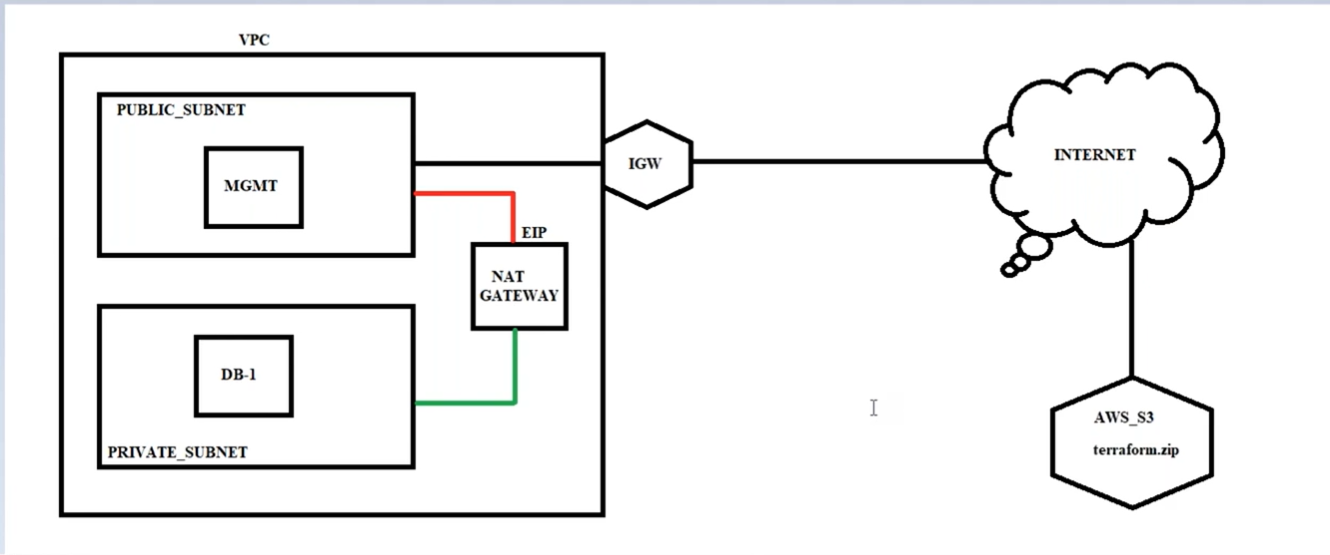 VPC
PUBLIC_SUBNET
MGMT
IGW
INTERNET
EIP
NAT
GATEWAY
DB-1
PRIVATE_SUBNET
AWS_S3
terraform.zip